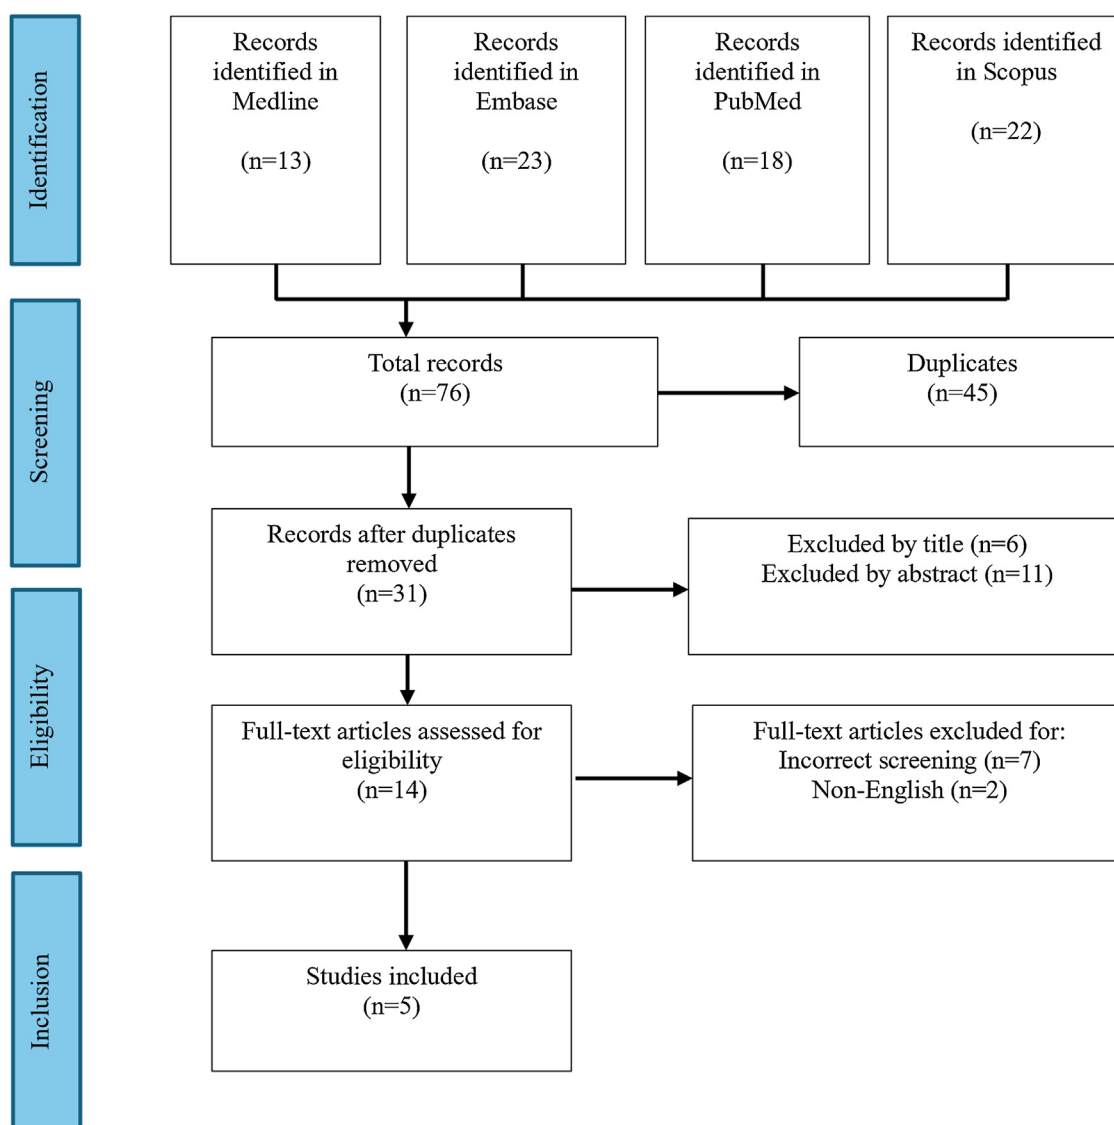 Identification
Records
identified in
Medline
(n=13)
Records
identified in
Embase
(n=23)
Records
identified in
PubMed
(n=18)
Records identified
in Scopus
(n=22)
Screening
Total records
(n=76)
Duplicates
(n=45)
Records after duplicates
removed
(n=31)
Excluded by title (n=6)
Excluded by abstract (n=11)
Eligibility
Full-text articles assessed for
eligibility
(n=14)
Full-text articles excluded for:
Incorrect screening (n=7)
Non-English (n=2)
Inclusion
Studies included
(n=5)